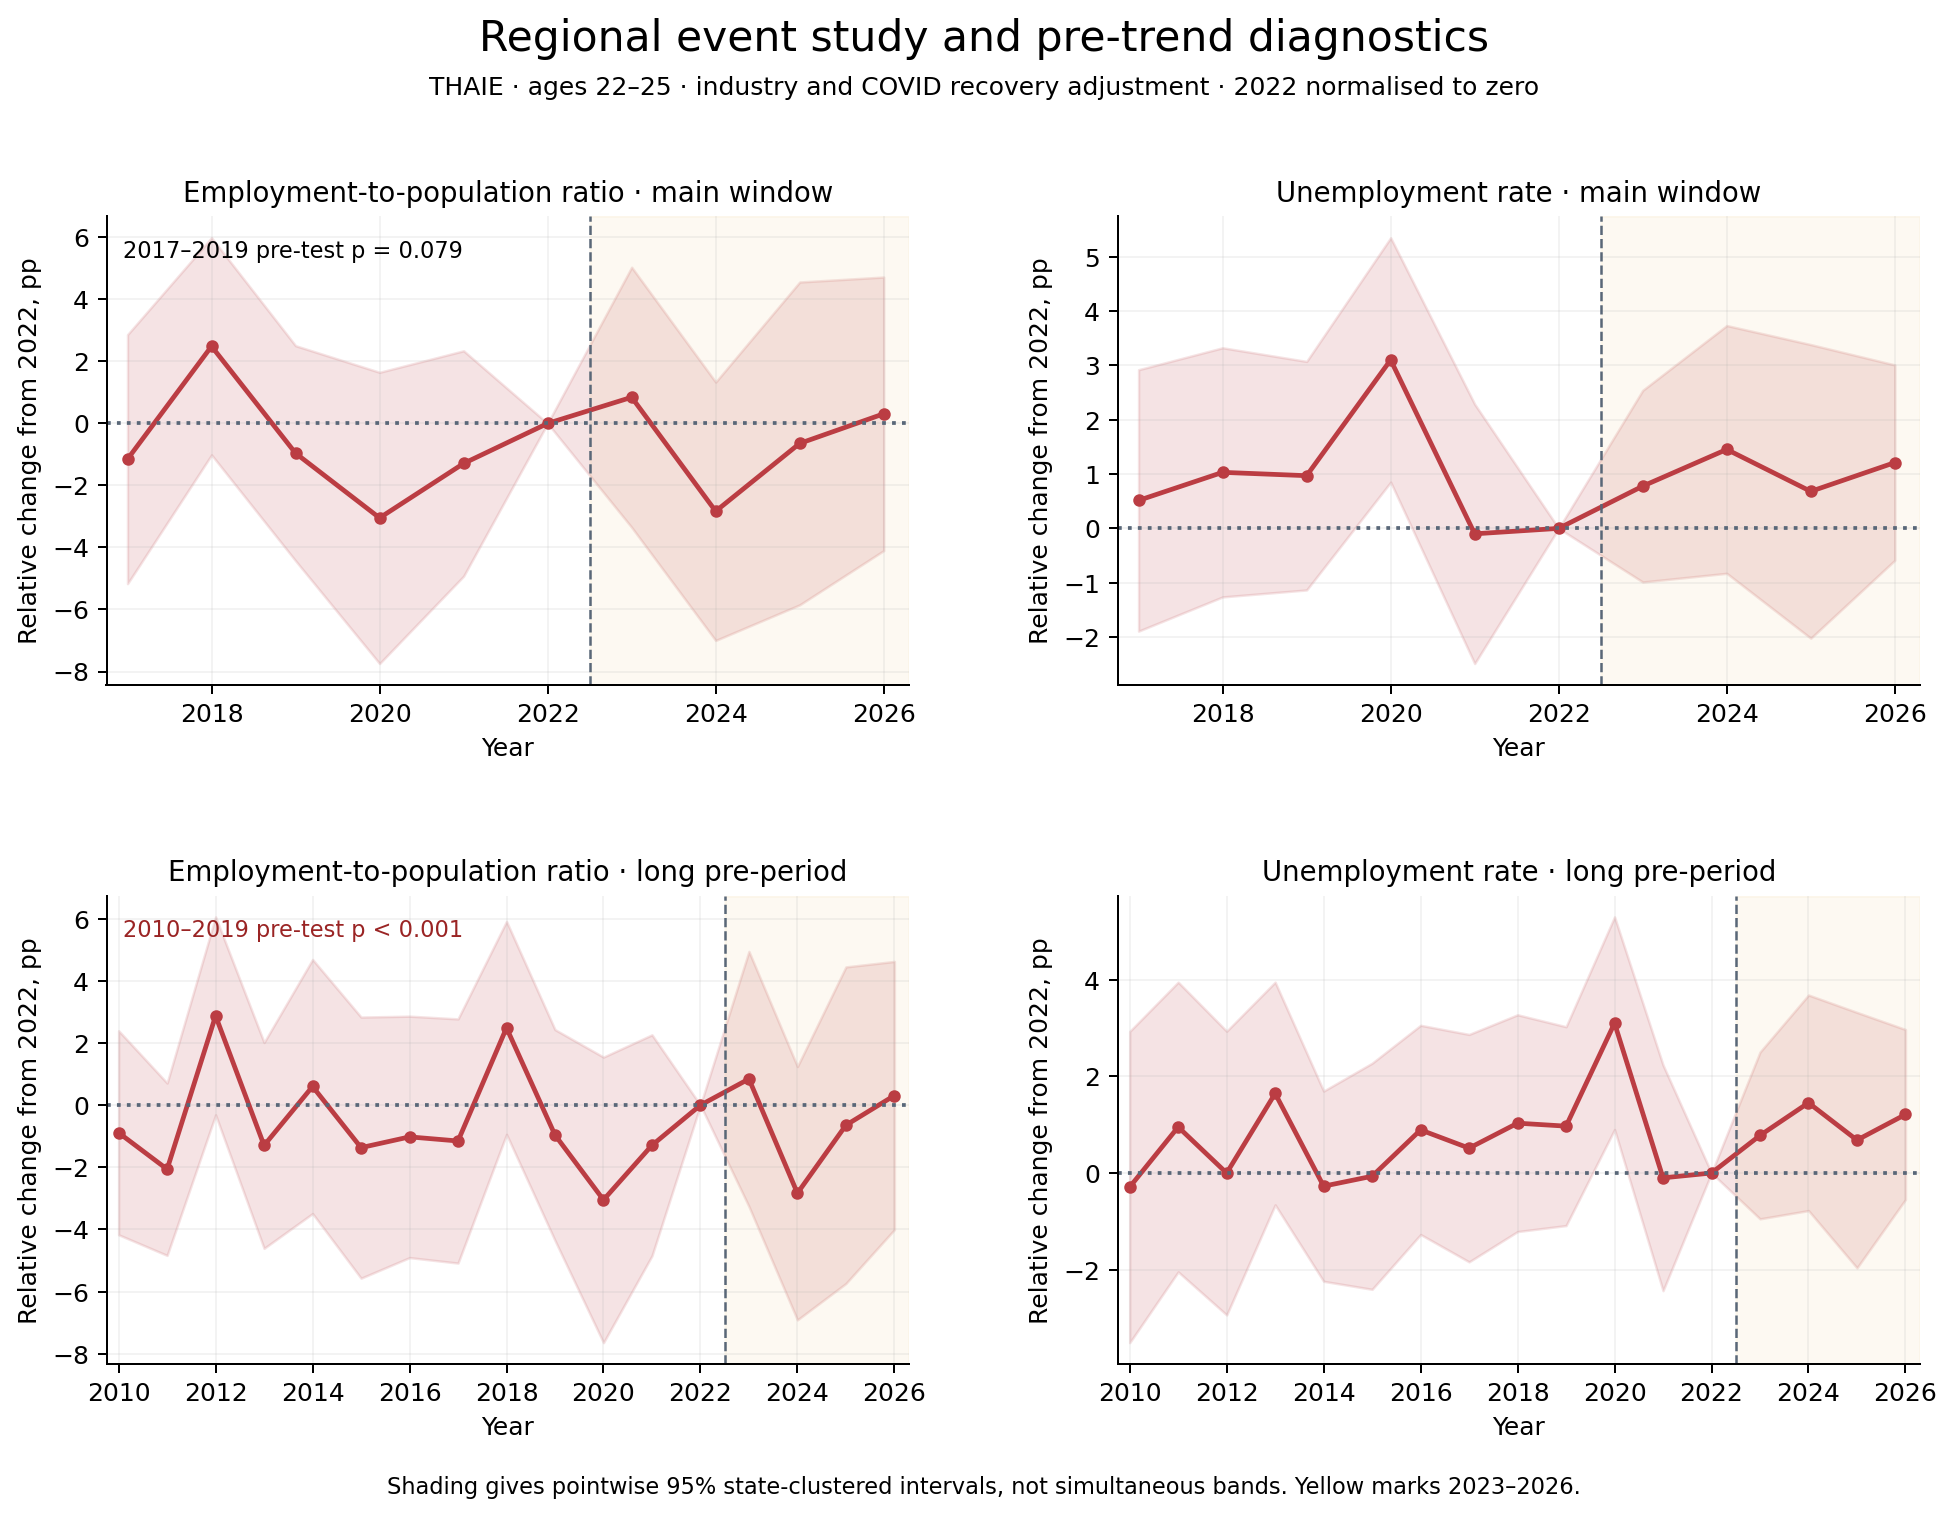 Regional event study and pre-trend diagnostics
THAIE · ages 22–25 · industry and COVID recovery adjustment · 2022 normalised to zero
Employment-to-population ratio · main window
2017–2019 pre-test p = 0.079
Relative change from 2022, pp
6
4
2
0
−2
−4
−6
−8
2018 2020 2022 2024 2026
Year
Unemployment rate · main window
Relative change from 2022, pp
5
4
3
2
1
0
−1
−2
2018 2020 2022 2024 2026
Year
Employment-to-population ratio · long pre-period
2010–2019 pre-test p < 0.001
Relative change from 2022, pp
6
4
2
0
−2
−4
−6
−8
2010 2012 2014 2016 2018 2020 2022 2024 2026
Year
Unemployment rate · long pre-period
Relative change from 2022, pp
4
2
0
−2
2010 2012 2014 2016 2018 2020 2022 2024 2026
Year
Shading gives pointwise 95% state-clustered intervals, not simultaneous bands. Yellow marks 2023–2026.